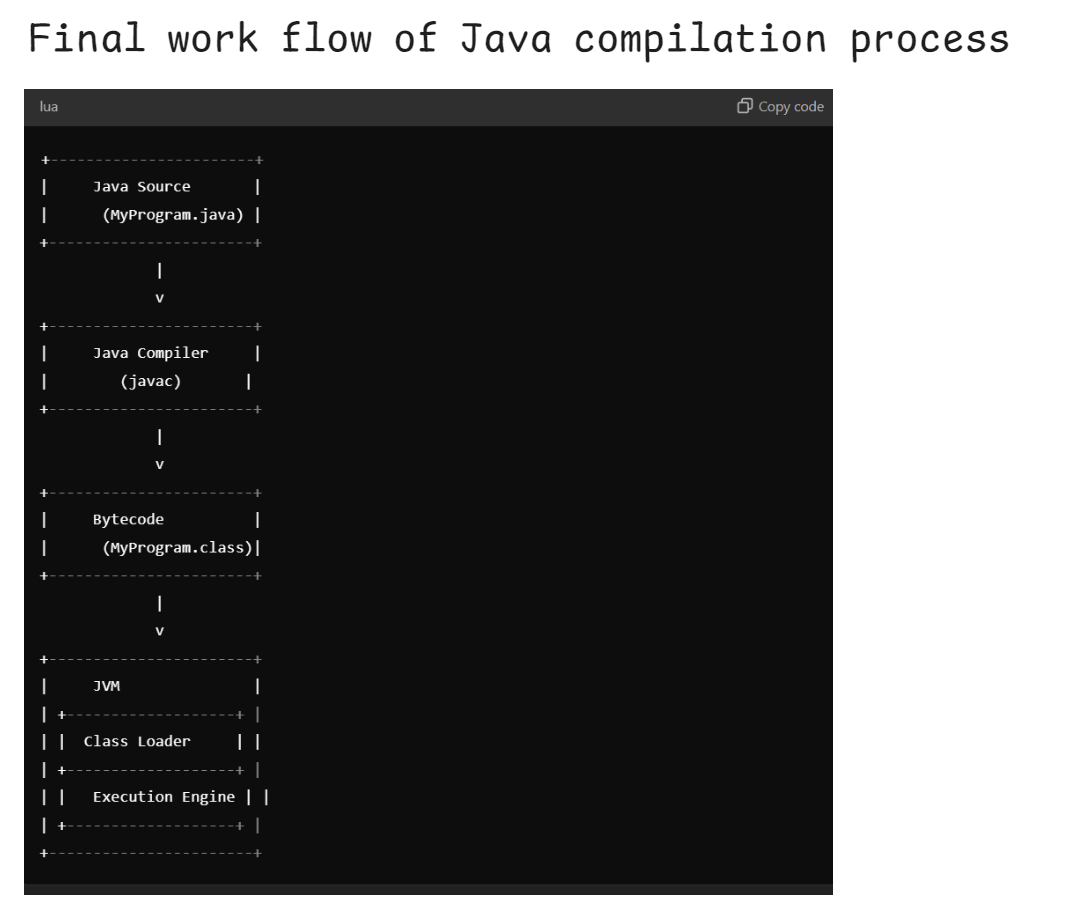 Final work flow of Java compilation process
lua Copy code
+-----------------------+
|     Java Source       |
|      (MyProgram.java) |
+-----------------------+
             |
             v
+-----------------------+
|     Java Compiler     |
|        (javac)       |
+-----------------------+
             |
             v
+-----------------------+
|     Bytecode          |
|      (MyProgram.class)|
+-----------------------+
             |
             v
+-----------------------+
|     JVM               |
| +-------------------+ |
| |  Class Loader     | |
| +-------------------+ |
| |   Execution Engine | |
| +-------------------+ |
+-----------------------+